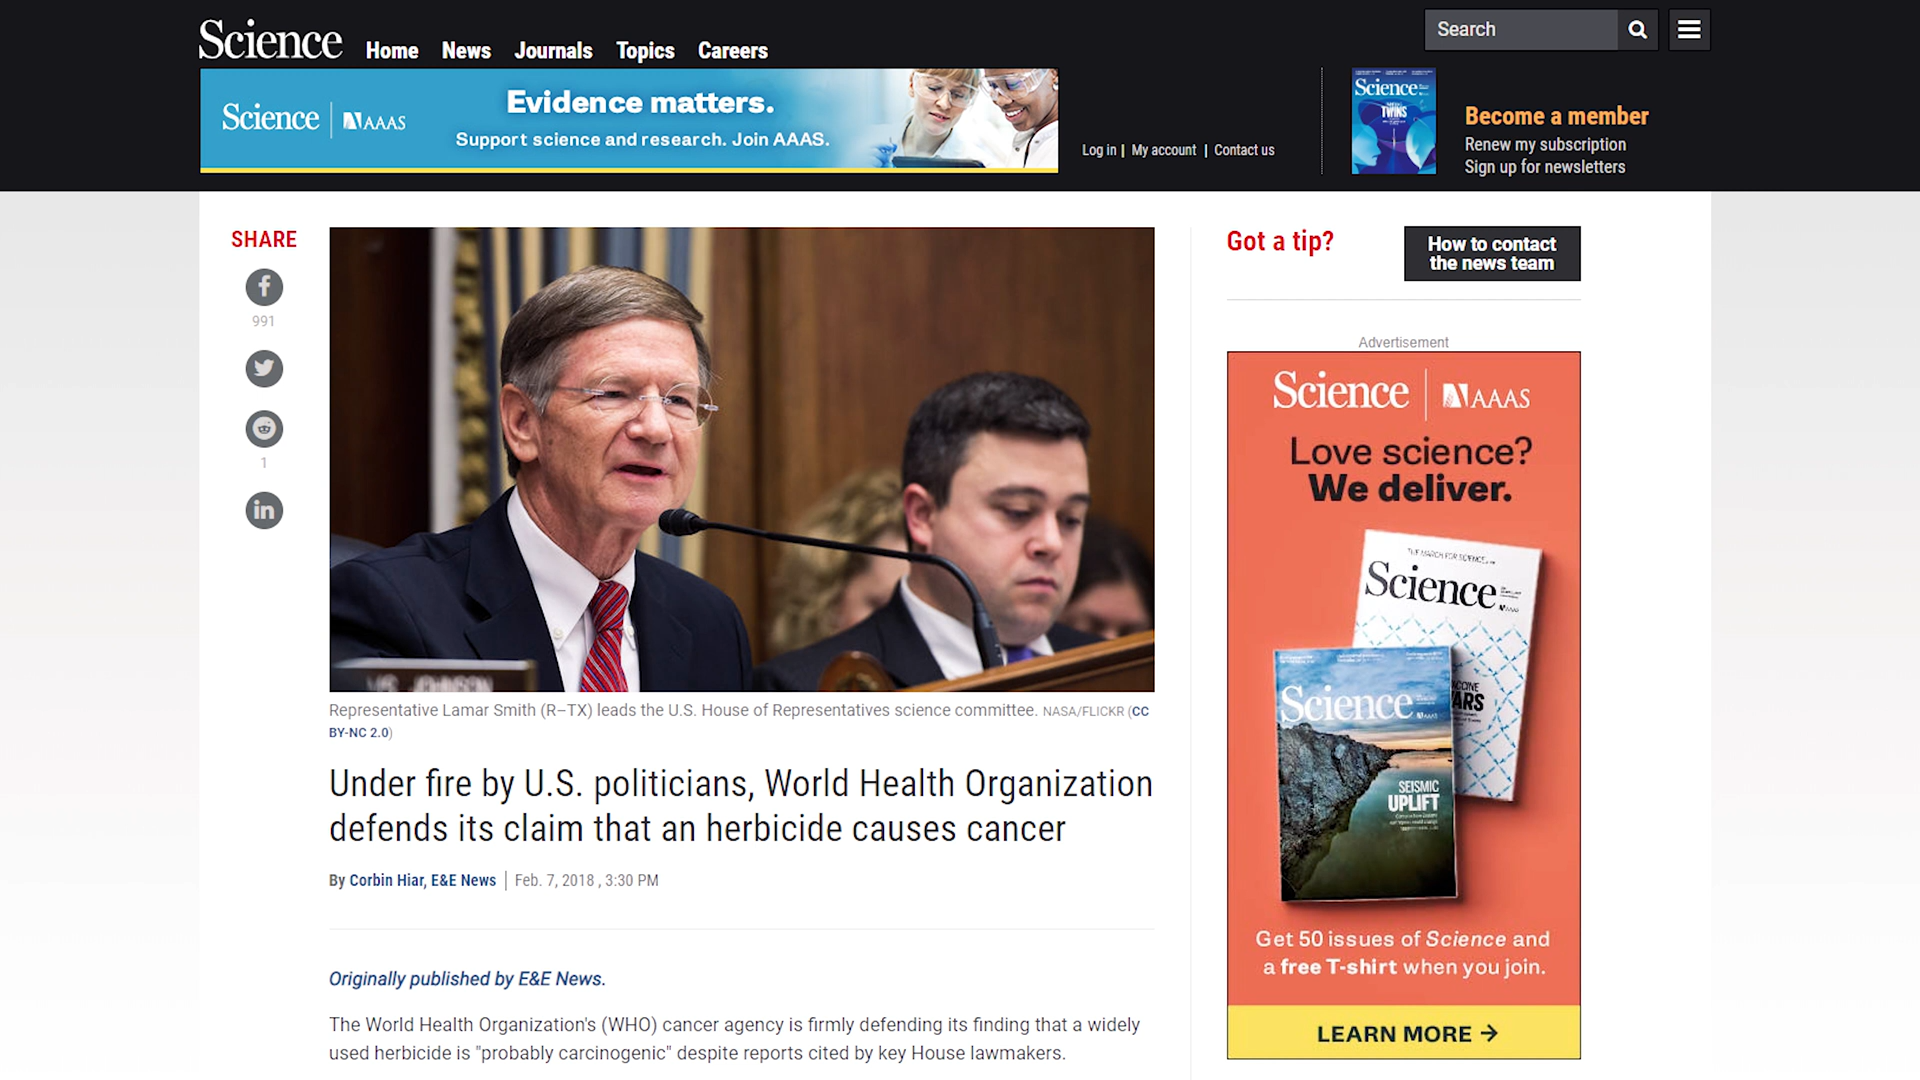 Science
Home News Journals Topics Careers
Search
Science AAAS
Evidence matters.
Support science and research. Join AAAS.
Log in | My account | Contact us
Science
TWINS
Become a member
Renew my subscription
Sign up for newsletters
SHARE
991
1
Representative Lamar Smith (R–TX) leads the U.S. House of Representatives science committee. NASA/FLICKR (CC
BY-NC 2.0)
Under fire by U.S. politicians, World Health Organization
defends its claim that an herbicide causes cancer
By Corbin Hiar, E&E News | Feb. 7, 2018 , 3:30 PM
Originally published by E&E News.
The World Health Organization's (WHO) cancer agency is firmly defending its finding that a widely
used herbicide is "probably carcinogenic" despite reports cited by key House lawmakers.
Got a tip?
How to contact
the news team
Advertisement
Science AAAS
Love science?
We deliver.
Science
Science
SEISMIC
UPLIFT
Get 50 issues of Science and
a free T-shirt when you join.
LEARN MORE →